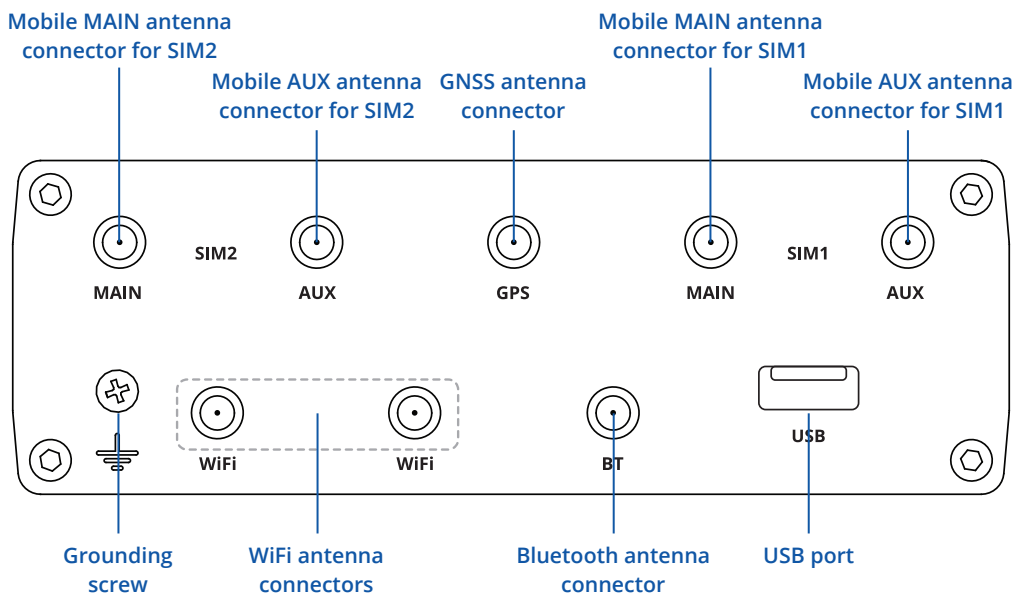 Mobile MAIN antenna
connector for SIM2
Mobile MAIN antenna
connector for SIM1
Mobile AUX antenna
connector for SIM2
GNSS antenna
connector
Mobile AUX antenna
connector for SIM1
SIM2
SIM1
MAIN
AUX
GPS
MAIN
AUX
USB
WiFi
WiFi
BT
Grounding
screw
WiFi antenna
connectors
Bluetooth antenna
connector
USB port